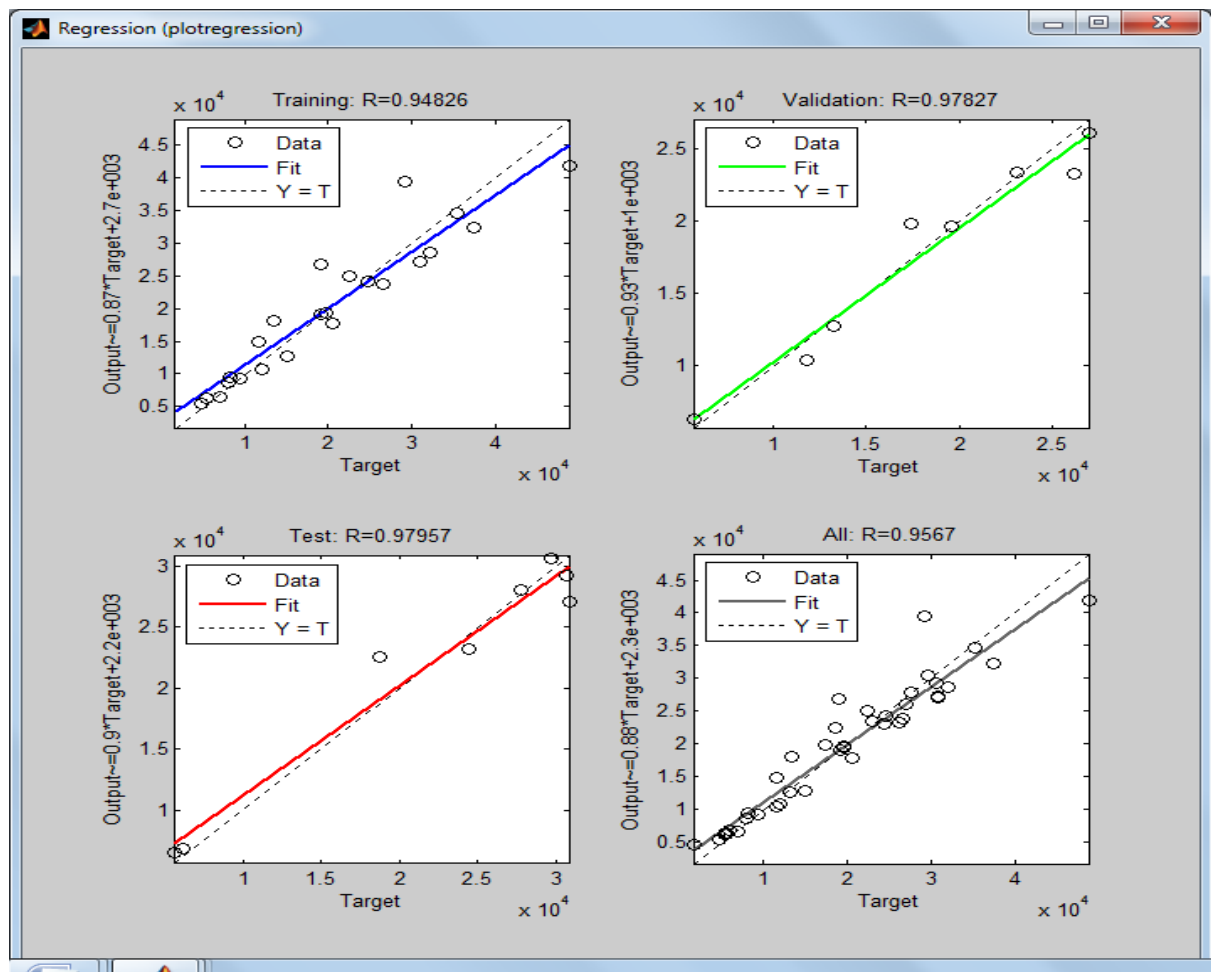 Regression (plotregression)
x 10^4
Training: R=0.94826
Data
Fit
Y = T
4.5
4
3.5
3
2.5
2
1.5
1
0.5
Output~=0.87*Target+2.7e+003
1 2 3 4
Target
x 10^4
x 10^4
Validation: R=0.97827
Data
Fit
Y = T
2.5
2
1.5
1
Output~=0.93*Target+1e+003
1 1.5 2 2.5
Target
x 10^4
x 10^4
Test: R=0.97957
Data
Fit
Y = T
3
2.5
2
1.5
1
Output~=0.9*Target+2.2e+003
1 1.5 2 2.5 3
Target
x 10^4
x 10^4
All: R=0.9567
Data
Fit
Y = T
4.5
4
3.5
3
2.5
2
1.5
1
0.5
Output~=0.88*Target+2.3e+003
1 2 3 4
Target
x 10^4